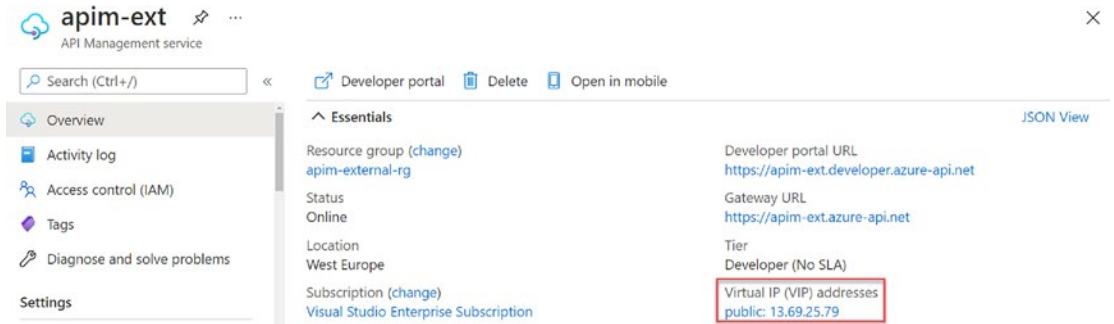 apim-ext
API Management service
Search (Ctrl+/)
Overview
Activity log
Access control (IAM)
Tags
Diagnose and solve problems
Settings
Developer portal Delete Open in mobile
Essentials JSON View
Resource group (change)
apim-external-rg
Status
Online
Location
West Europe
Subscription (change)
Visual Studio Enterprise Subscription
Developer portal URL
https://apim-ext.developer.azure-api.net
Gateway URL
https://apim-ext.azure-api.net
Tier
Developer (No SLA)
Virtual IP (VIP) addresses
public: 13.69.25.79